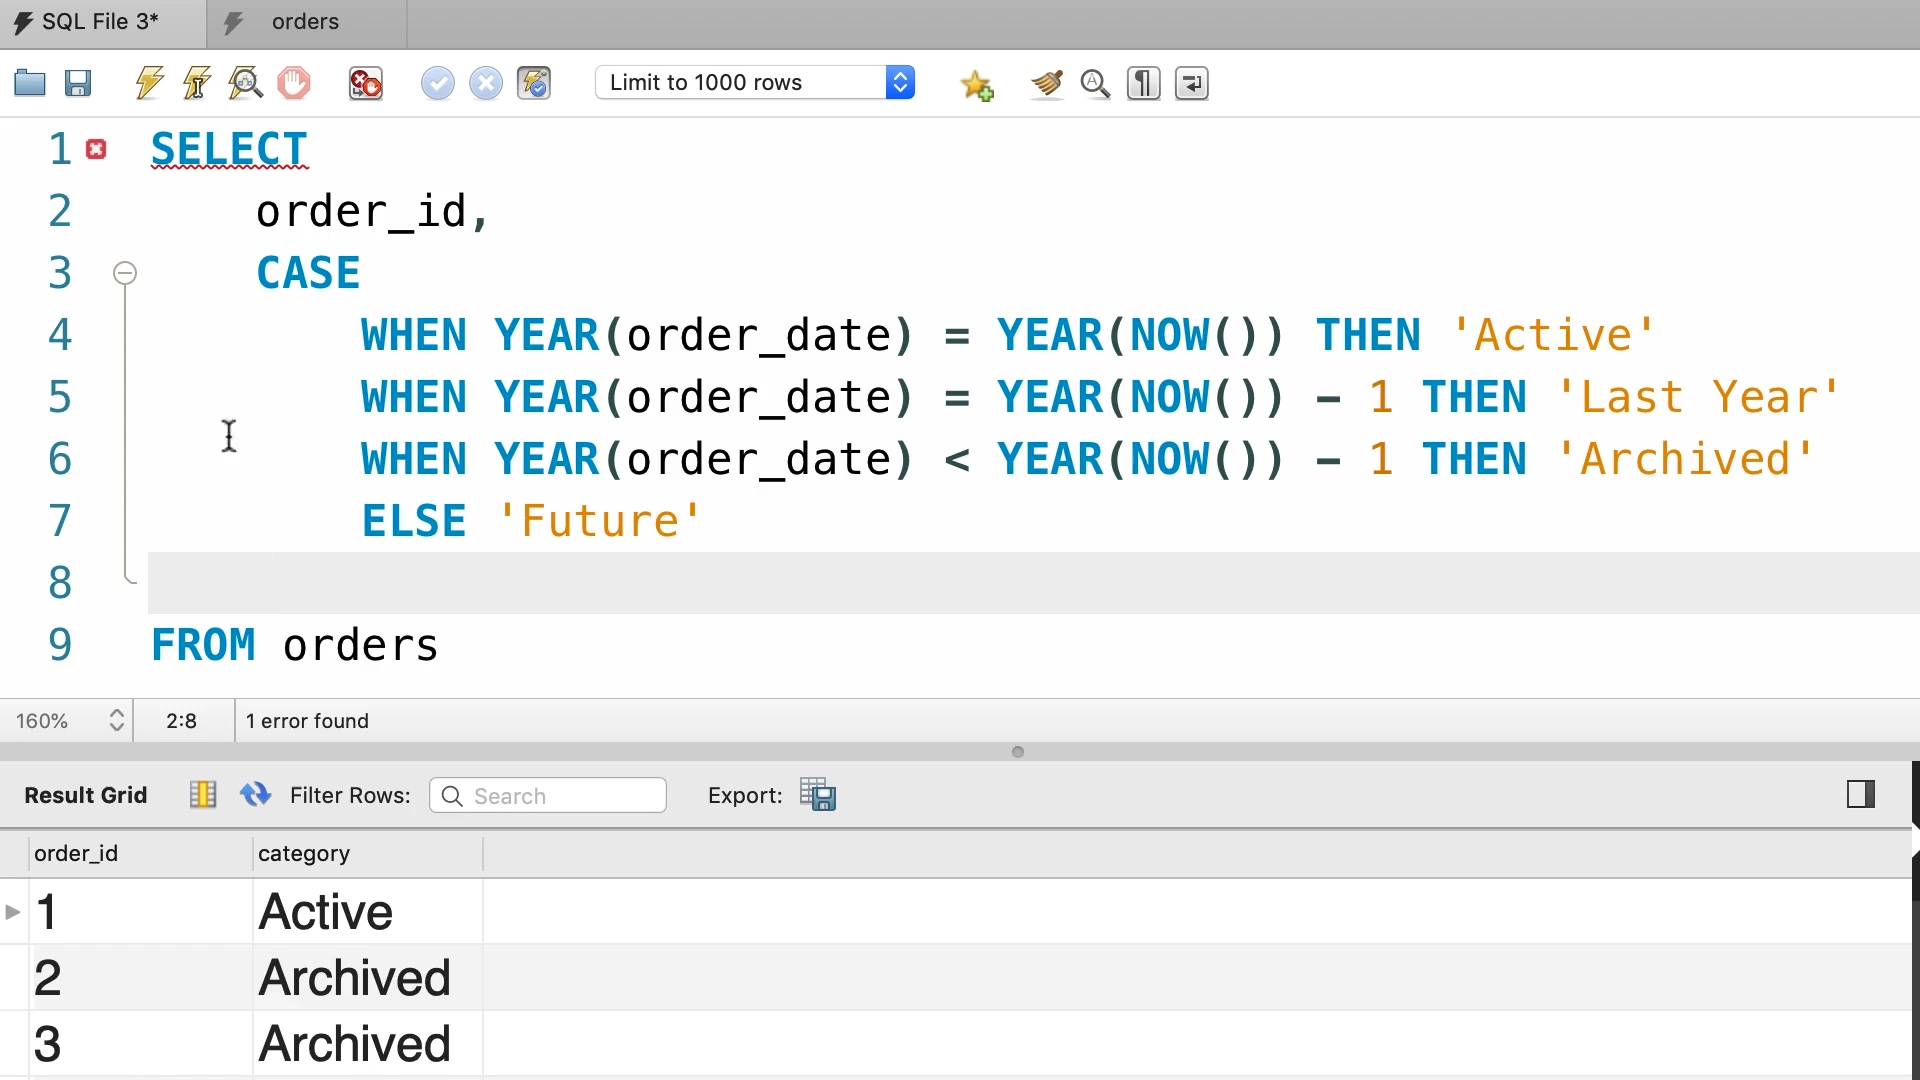 SQL File 3* orders
Limit to 1000 rows
1 SELECT
2 order_id,
3 CASE
4 WHEN YEAR(order_date) = YEAR(NOW()) THEN 'Active'
5 WHEN YEAR(order_date) = YEAR(NOW()) - 1 THEN 'Last Year'
6 WHEN YEAR(order_date) < YEAR(NOW()) - 1 THEN 'Archived'
7 ELSE 'Future'
8
9 FROM orders
160% 2:8 1 error found
Result Grid Filter Rows: Search Export:
order_id category
1 Active
2 Archived
3 Archived